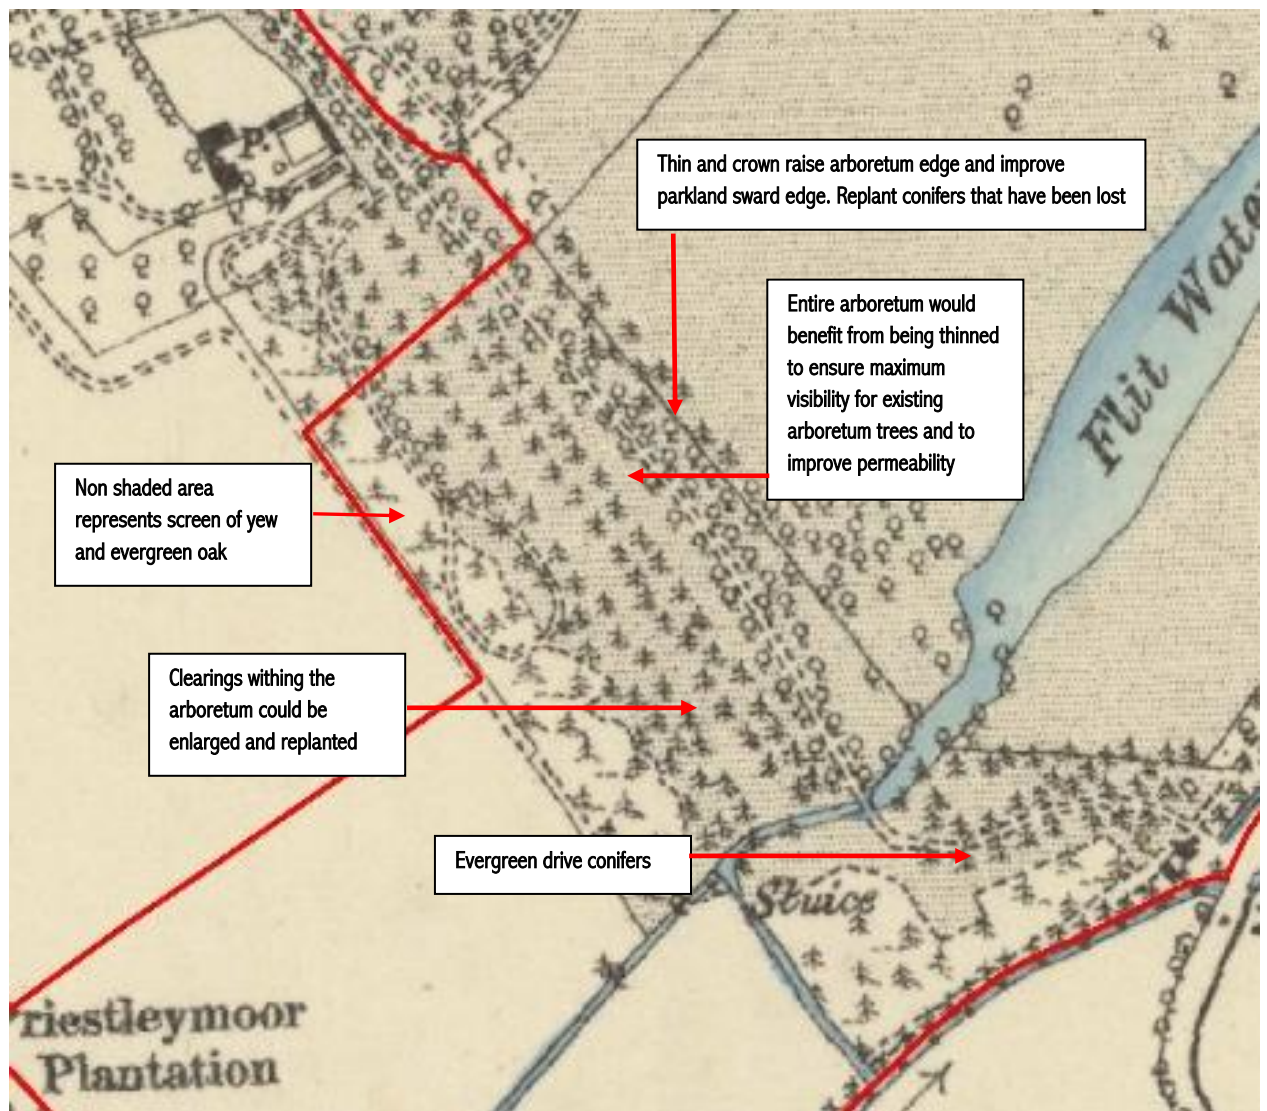 P.
Thin and crown raise arboretum edge and improve
parkland sward edge. Replant conifers that have been lost
Flit Wate
Entire arboretum would
benefit from being thinned
to ensure maximum
visibility for existing
arboretum trees and to
improve permeability
Non shaded area
represents screen of yew
and evergreen oak
Clearings withing the
arboretum could be
enlarged and replanted
Evergreen drive conifers
Sluice
riestleymoor
Plantation